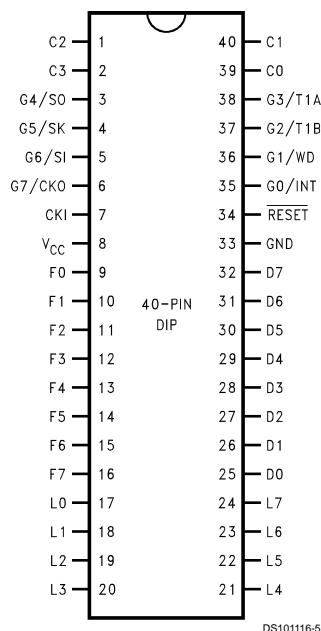 C2 1 40 C1
C3 2 39 C0
G4/SO 3 38 G3/T1A
G5/SK 4 37 G2/T1B
G6/SI 5 36 G1/WD
G7/CKO 6 35 G0/INT
CKI 7 34 RESET
VCC 8 33 GND
F0 9 32 D7
F1 10 31 D6
40-PIN
F2 11 30 D5
DIP
F3 12 29 D4
F4 13 28 D3
F5 14 27 D2
F6 15 26 D1
F7 16 25 D0
L0 17 24 L7
L1 18 23 L6
L2 19 22 L5
L3 20 21 L4
DS101116-5